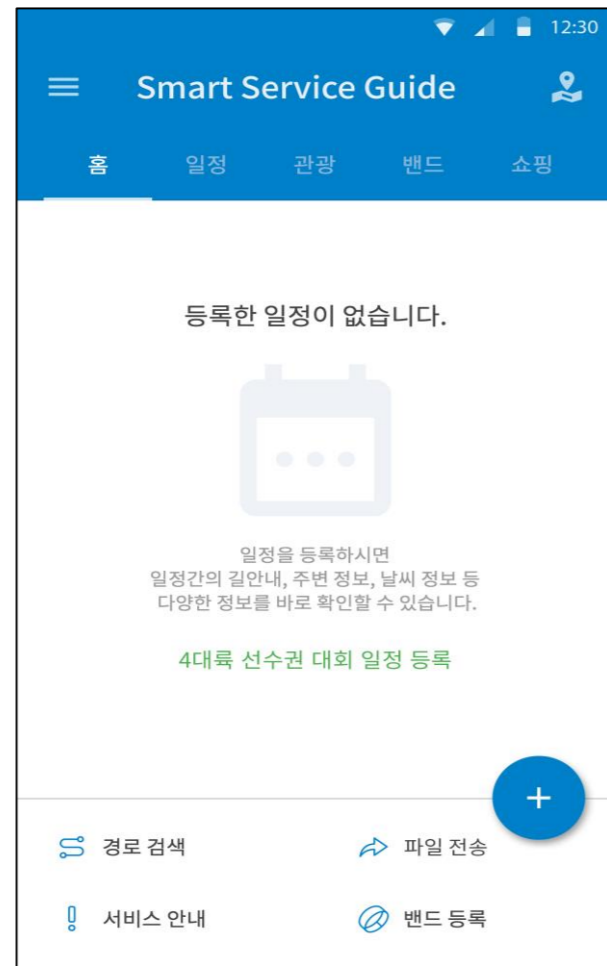 12:30
Smart Service Guide
홈 일정 관광 밴드 쇼핑
등록한 일정이 없습니다.
일정을 등록하시면
일정간의 길안내, 주변 정보, 날씨 정보 등
다양한 정보를 바로 확인할 수 있습니다.
4대륙 선수권 대회 일정 등록
+
경로 검색 파일 전송
서비스 안내 밴드 등록